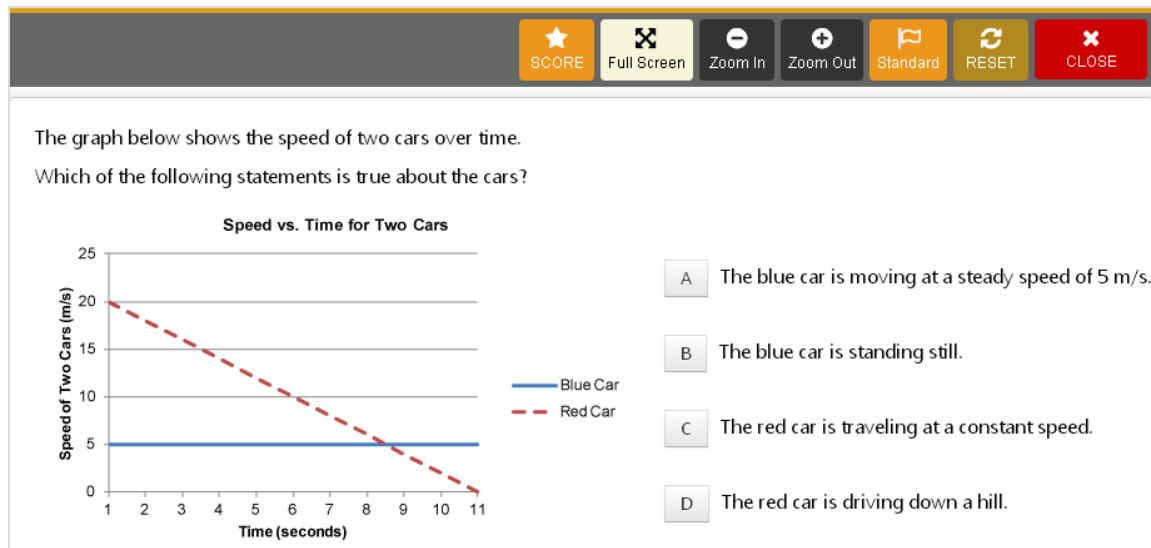 SCORE
Full Screen
Zoom In
Zoom Out
Standard
RESET
CLOSE
The graph below shows the speed of two cars over time.
Which of the following statements is true about the cars?
Speed vs. Time for Two Cars
Speed of Two Cars (m/s)
25
20
15
10
5
0
1 2 3 4 5 6 7 8 9 10 11
Time (seconds)
Blue Car
Red Car
A The blue car is moving at a steady speed of 5 m/s.
B The blue car is standing still.
C The red car is traveling at a constant speed.
D The red car is driving down a hill.